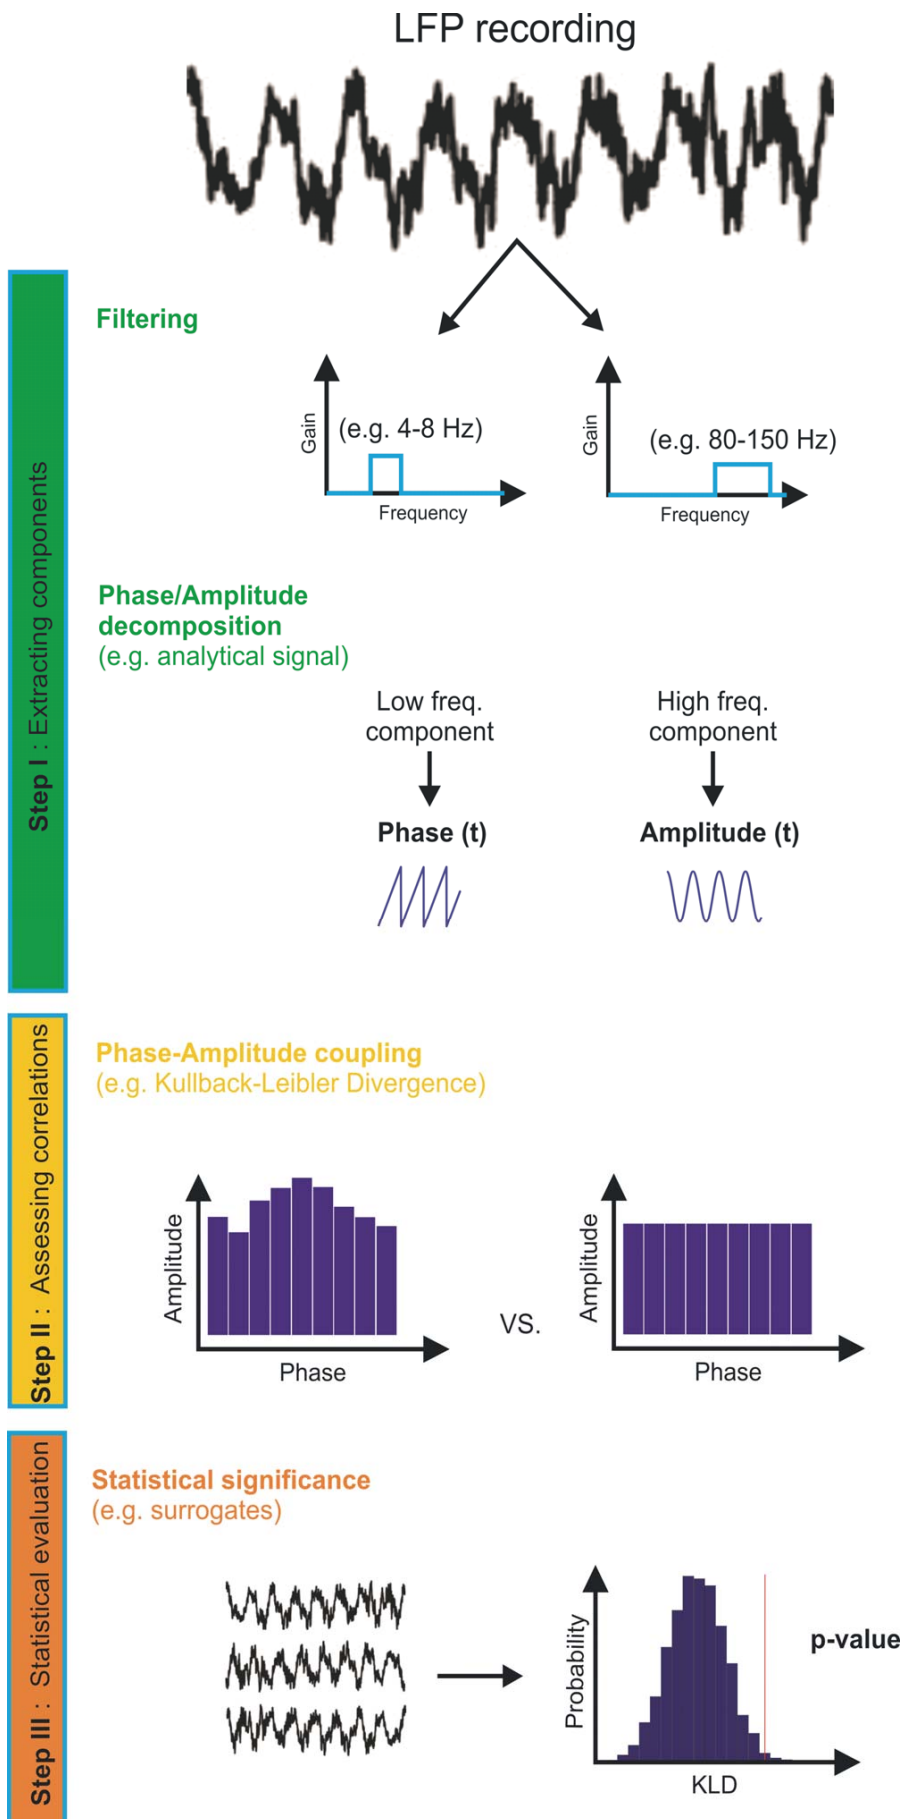 LFP recording
Step I : Extracting components
Filtering
Gain
(e.g. 4-8 Hz)
Frequency
Gain
(e.g. 80-150 Hz)
Frequency
Phase/Amplitude
decomposition
(e.g. analytical signal)
Low freq.
component
High freq.
component
Phase (t)
Amplitude (t)
Step II : Assessing correlations
Phase-Amplitude coupling
(e.g. Kullback-Leibler Divergence)
Amplitude
Phase
VS.
Amplitude
Phase
Step III : Statistical evaluation
Statistical significance
(e.g. surrogates)
Probability
KLD
p-value